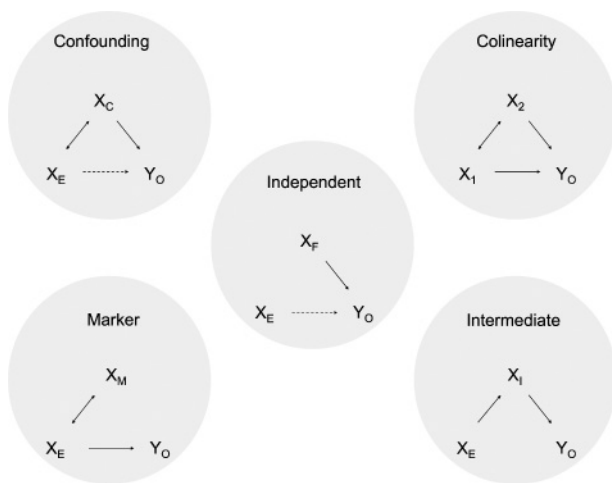 Confounding
X_C
X_E Y_O
Colinearity
X_2
X_1 Y_O
Independent
X_F
X_E Y_O
Marker
X_M
X_E Y_O
Intermediate
X_I
X_E Y_O